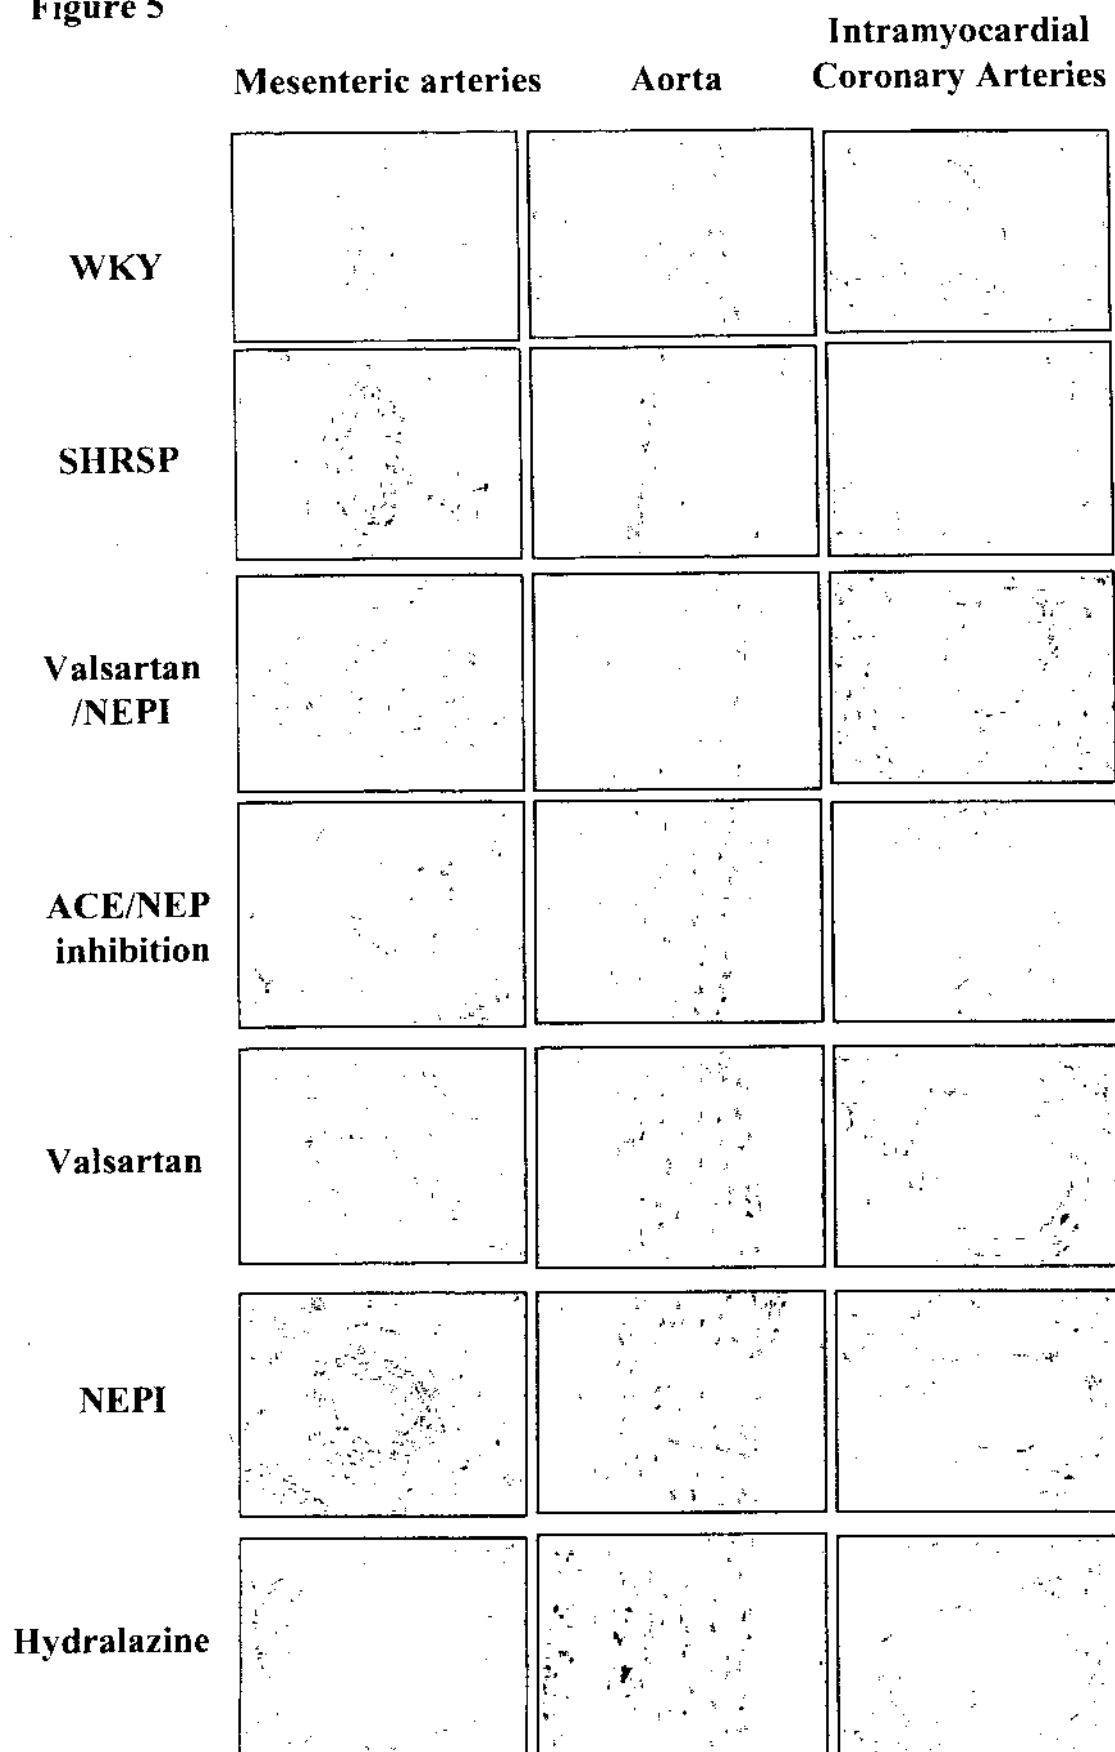 Figure 5
Intramyocardial
Mesenteric arteries Aorta Coronary Arteries
WKY
SHRSP
Valsartan
/NEPI
ACE/NEP
inhibition
Valsartan
NEPI
Hydralazine